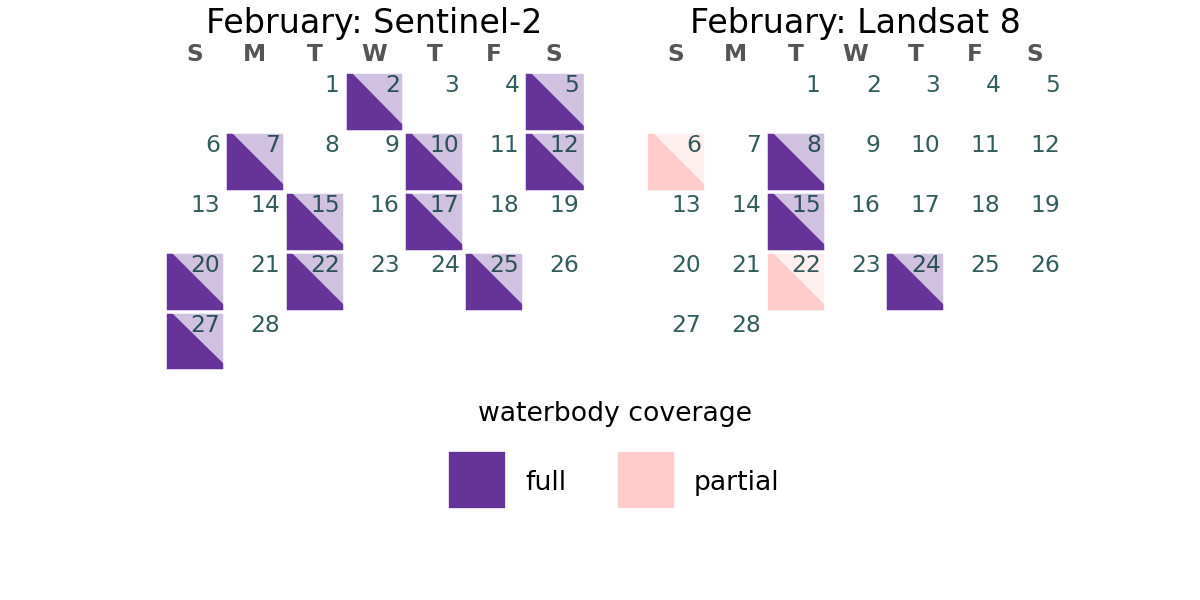 February: Sentinel-2
S M T W T F S
1 2 3 4 5
6 7 8 9 10 11 12
13 14 15 16 17 18 19
20 21 22 23 24 25 26
27 28
February: Landsat 8
S M T W T F S
1 2 3 4 5
6 7 8 9 10 11 12
13 14 15 16 17 18 19
20 21 22 23 24 25 26
27 28
waterbody coverage
full partial